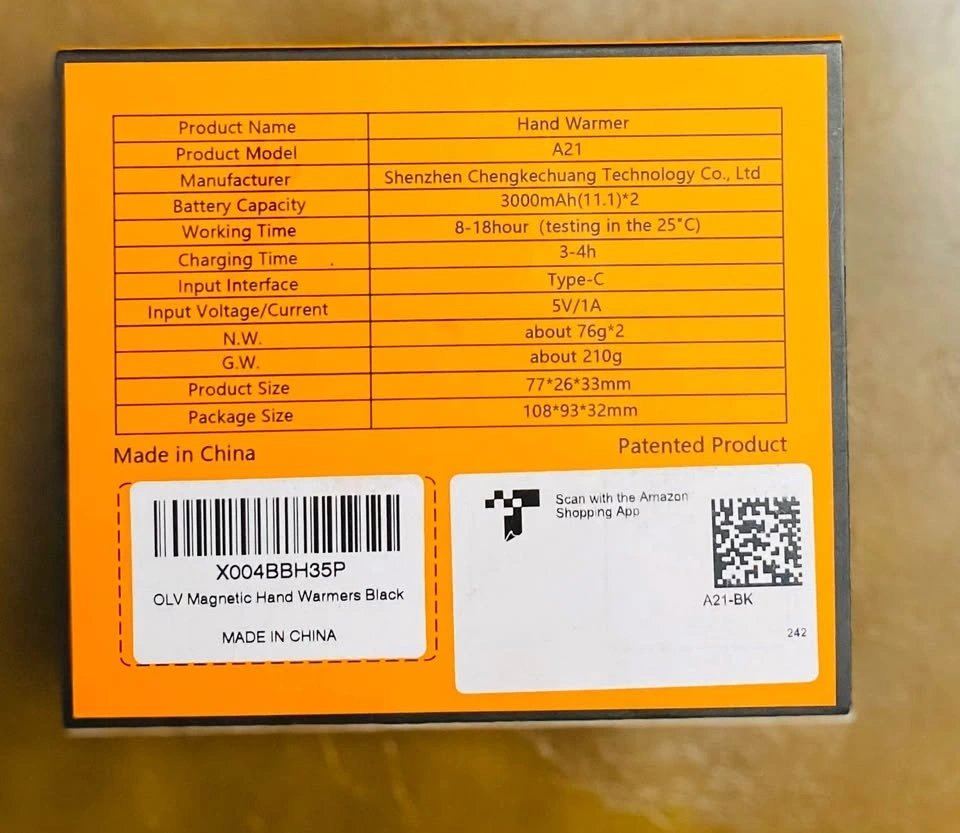 Product Name Hand Warmer
Product Model A21
Manufacturer Shenzhen Chengkechuang Technology Co., Ltd
Battery Capacity 3000mAh(11.1)*2
Working Time 8-18hour (testing in the 25°C)
Charging Time 3-4h
Input Interface Type-C
Input Voltage/Current 5V/1A
N.W. about 76g*2
G.W. about 210g
Product Size 77*26*33mm
Package Size 108*93*32mm
Made in China Patented Product
X004BBH35P
OLV Magnetic Hand Warmers Black
MADE IN CHINA
Scan with the Amazon
Shopping App
A21-BK
242